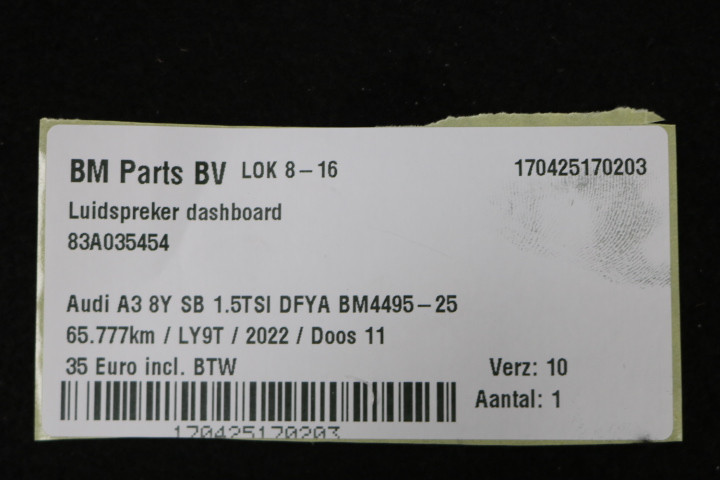 BM Parts BV LOK 8-16 170425170203
Luidspreker dashboard
83A035454
Audi A3 8Y SB 1.5TSI DFYA BM4495-25
65.777km / LY9T / 2022 / Doos 11
35 Euro incl. BTW Verz: 10
Aantal: 1
170425170203